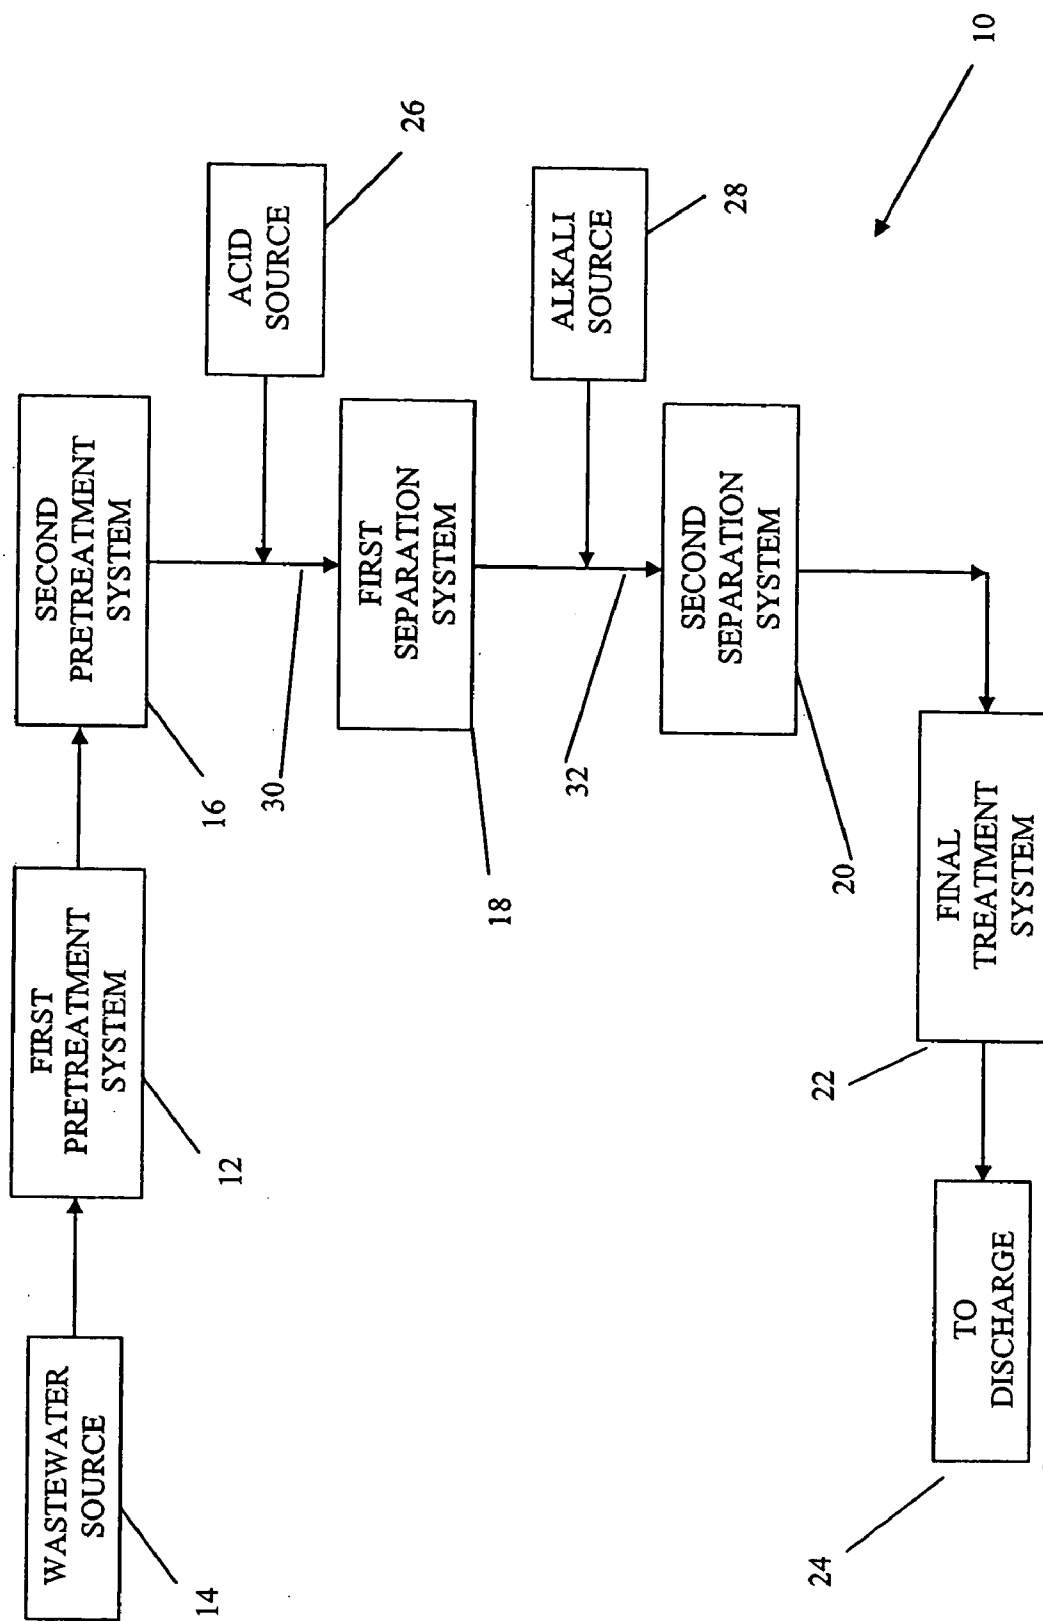 WASTEWATER
SOURCE
14
FIRST
PRETREATMENT
SYSTEM
12
SECOND
PRETREATMENT
SYSTEM
16
ACID
SOURCE
26
30
FIRST
SEPARATION
SYSTEM
18
ALKALI
SOURCE
28
32
SECOND
SEPARATION
SYSTEM
20
FINAL
TREATMENT
SYSTEM
22
TO
DISCHARGE
24
10